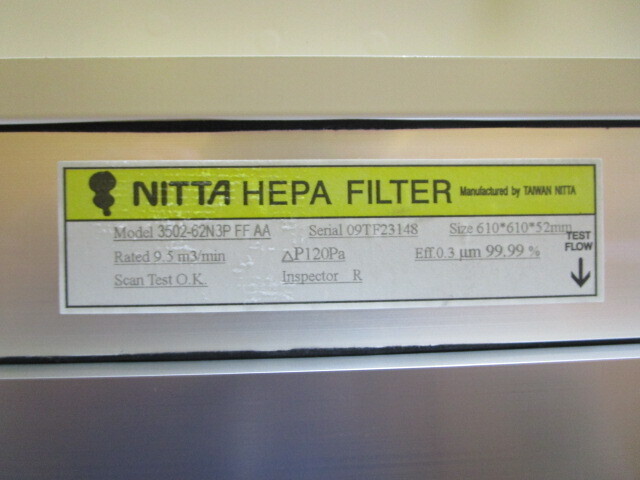 NITTA HEPA FILTER Manufactured by TAIWAN NITTA
Model 3502-62N3P FF AA Serial 09TF23148 Size 610*610*52mm
Rated 9.5 m3/min △P120Pa Eff 0.3 μm 99.99 %
Scan Test O.K. Inspector R
TEST
FLOW
↓